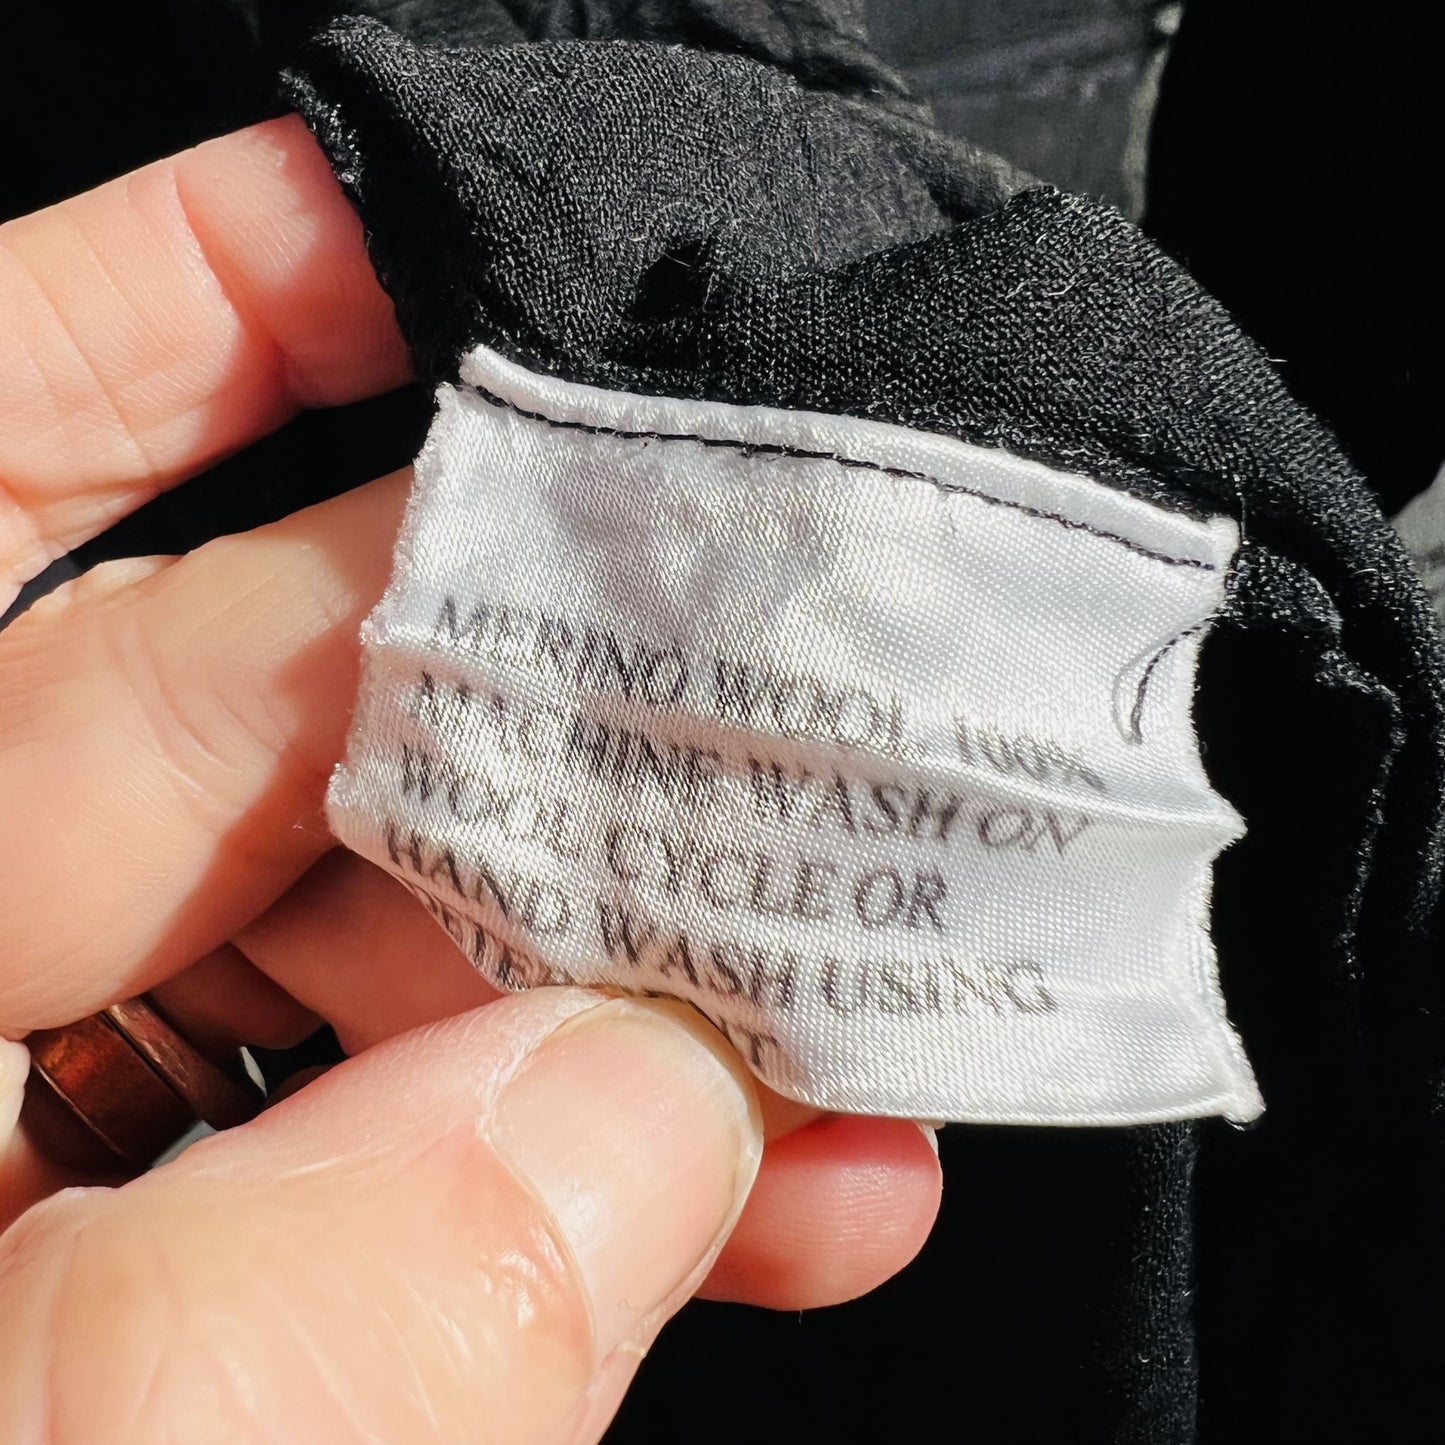 MERINO WOOL 100%
MACHINE WASH ON
WOOL CYCLE OR
HAND WASH USING